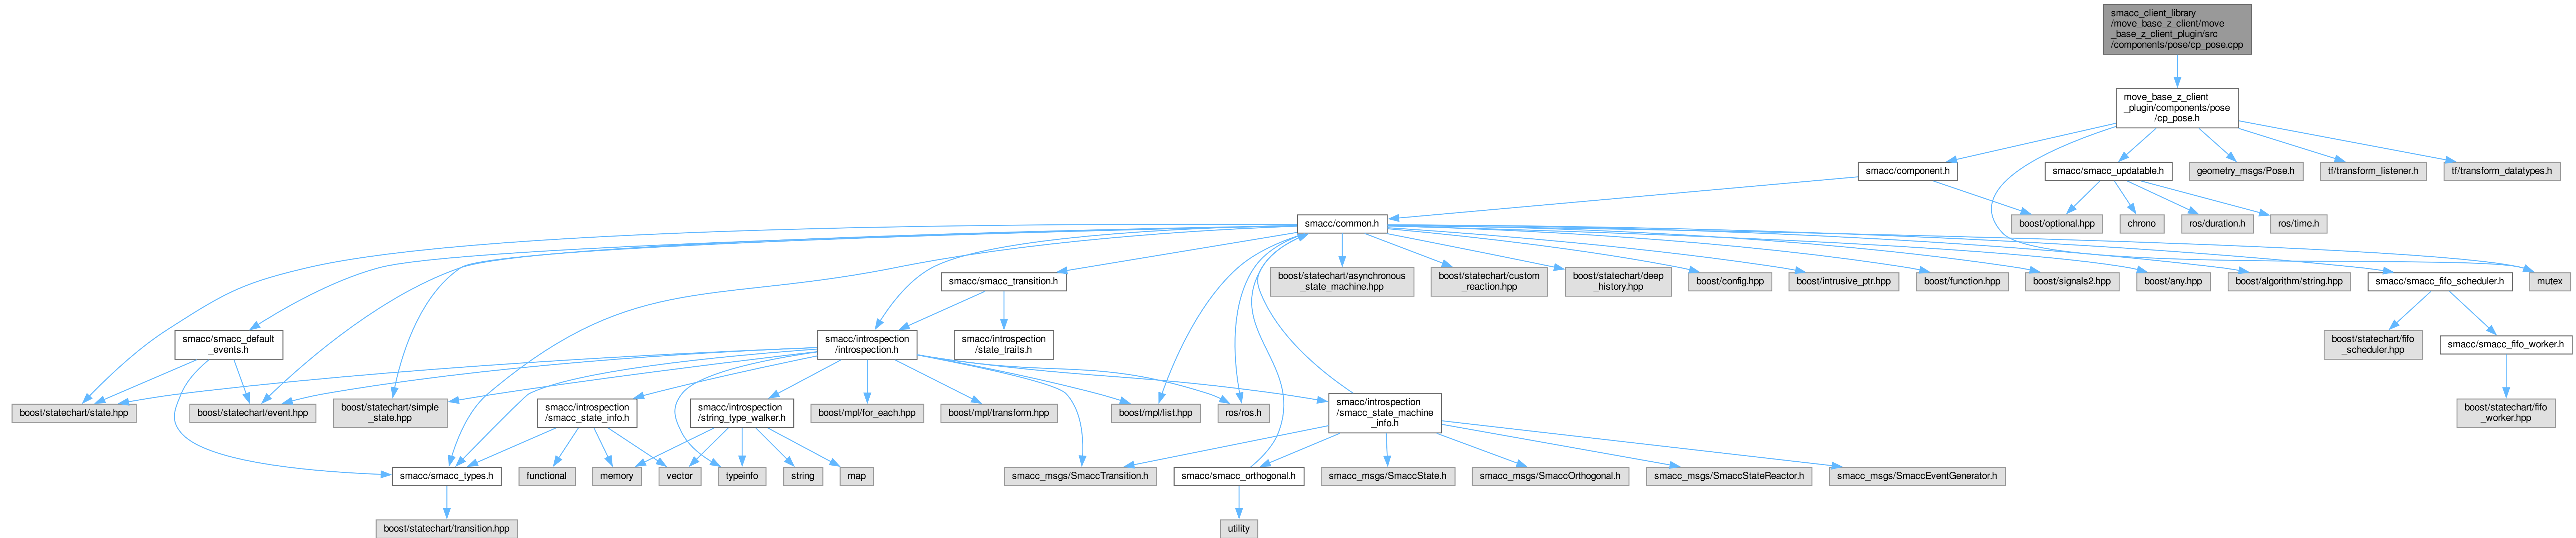 smacc_client_library
/move_base_z_client/move
_base_z_client_plugin/src
/components/pose/cp_pose.cpp
move_base_z_client
_plugin/components/pose
/cp_pose.h
smacc/component.h
smacc/smacc_updatable.h
geometry_msgs/Pose.h
tf/transform_listener.h
tf/transform_datatypes.h
smacc/common.h
boost/optional.hpp
chrono
ros/duration.h
ros/time.h
smacc/smacc_transition.h
boost/statechart/asynchronous
_state_machine.hpp
boost/statechart/custom
_reaction.hpp
boost/statechart/deep
_history.hpp
boost/config.hpp
boost/intrusive_ptr.hpp
boost/function.hpp
boost/signals2.hpp
boost/any.hpp
boost/algorithm/string.hpp
smacc/smacc_fifo_scheduler.h
mutex
smacc/smacc_default
_events.h
smacc/introspection
/introspection.h
smacc/introspection
/state_traits.h
boost/statechart/fifo
_scheduler.hpp
smacc/smacc_fifo_worker.h
boost/statechart/state.hpp
boost/statechart/event.hpp
boost/statechart/simple
_state.hpp
smacc/introspection
/smacc_state_info.h
smacc/introspection
/string_type_walker.h
boost/mpl/for_each.hpp
boost/mpl/transform.hpp
boost/mpl/list.hpp
ros/ros.h
smacc/introspection
/smacc_state_machine
_info.h
boost/statechart/fifo
_worker.hpp
smacc/smacc_types.h
functional
memory
vector
typeinfo
string
map
smacc_msgs/SmaccTransition.h
smacc/smacc_orthogonal.h
smacc_msgs/SmaccState.h
smacc_msgs/SmaccOrthogonal.h
smacc_msgs/SmaccStateReactor.h
smacc_msgs/SmaccEventGenerator.h
boost/statechart/transition.hpp
utility